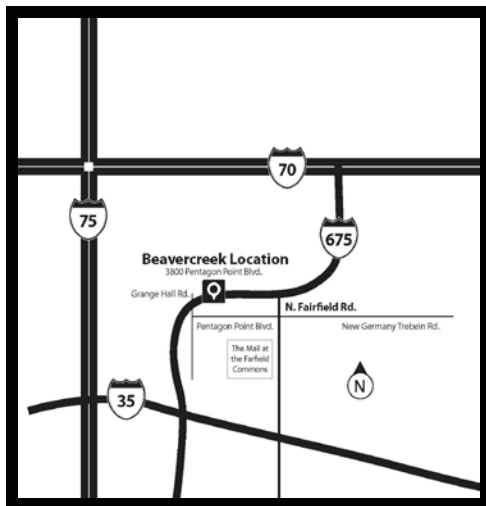 70
75
675
Beavercreek Location
3800 Pentagon Point Blvd.
Grange Hall Rd.
N. Fairfield Rd.
Pentagon Point Blvd.
New Germany Trebein Rd.
The Mall at
the Farfield
Commons
N
35